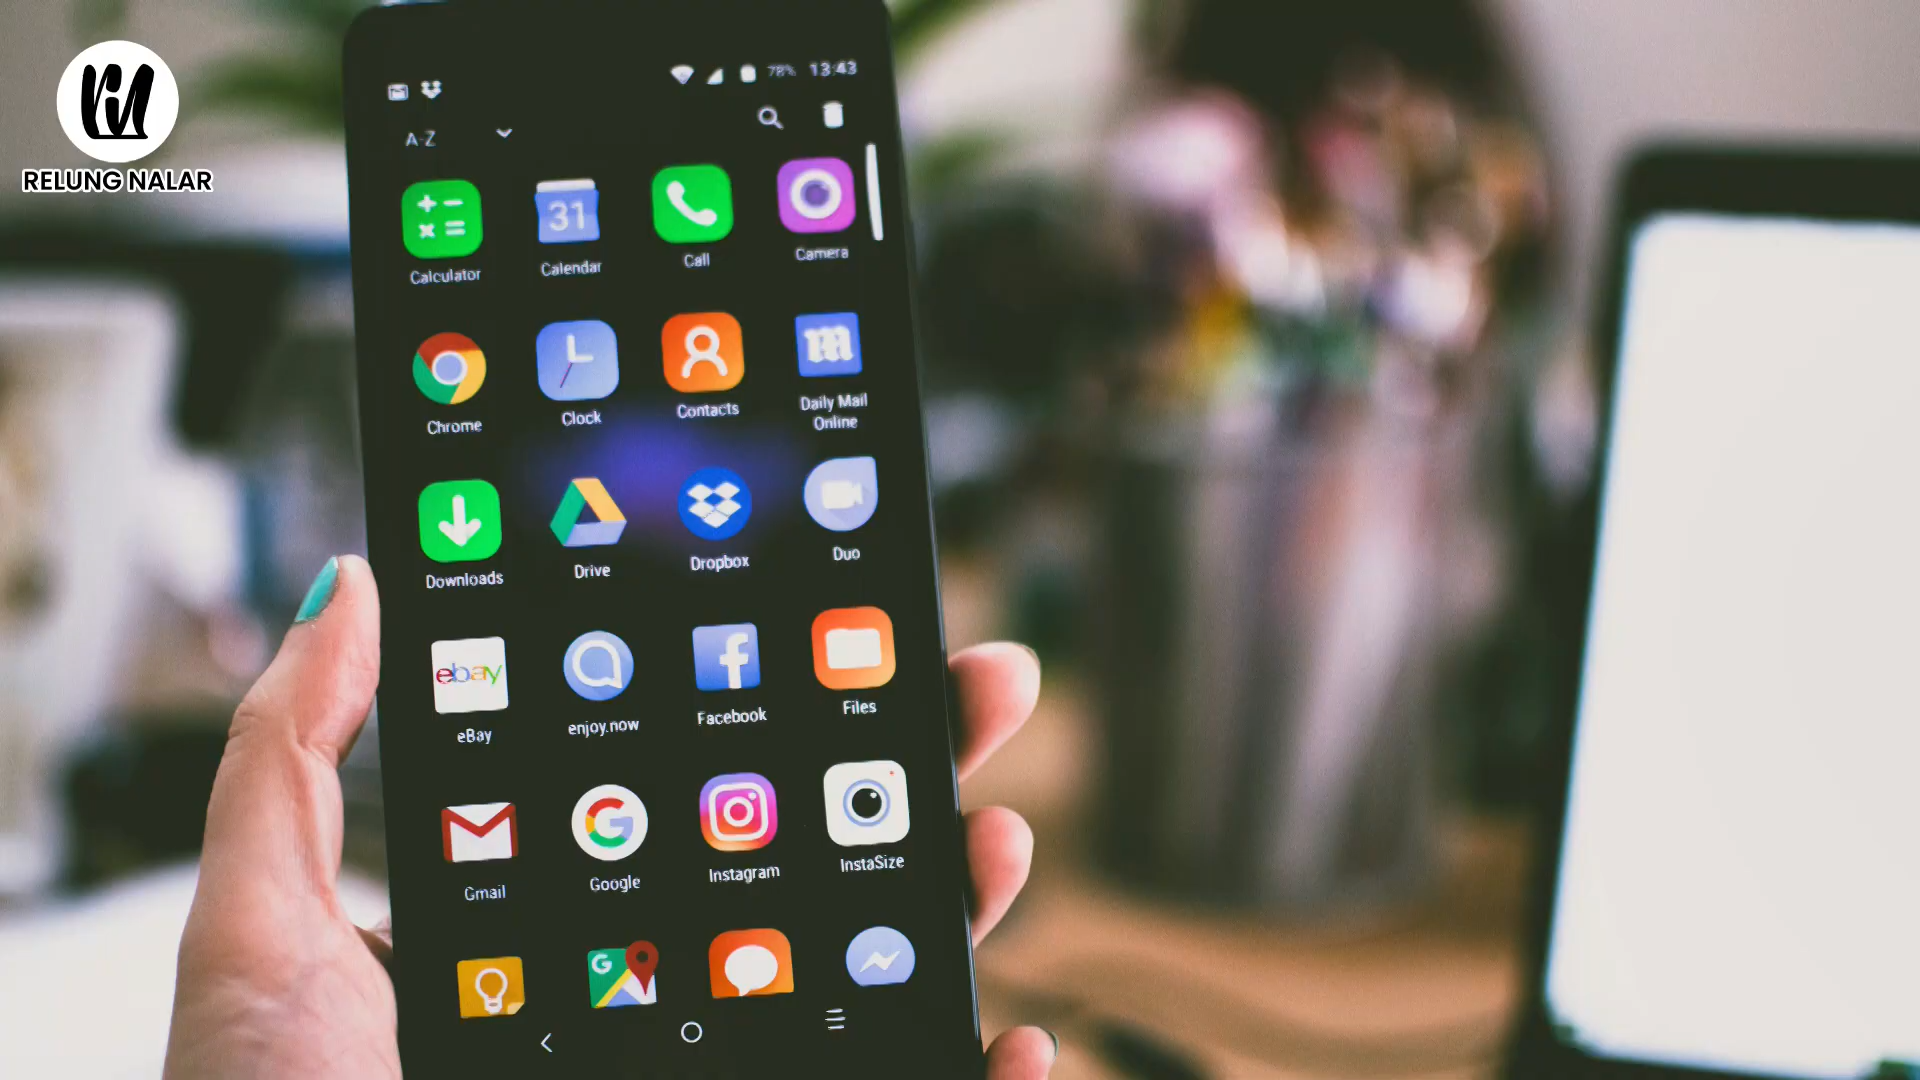 RELUNG NALAR
78% 13:43
A-Z
31
Calculator Calendar Call Camera
m
Chrome Clock Contacts Daily Mail
Online
Downloads Drive Dropbox Duo
ebay
f
eBay enjoy.now Facebook Files
G
Gmail Google Instagram InstaSize
G